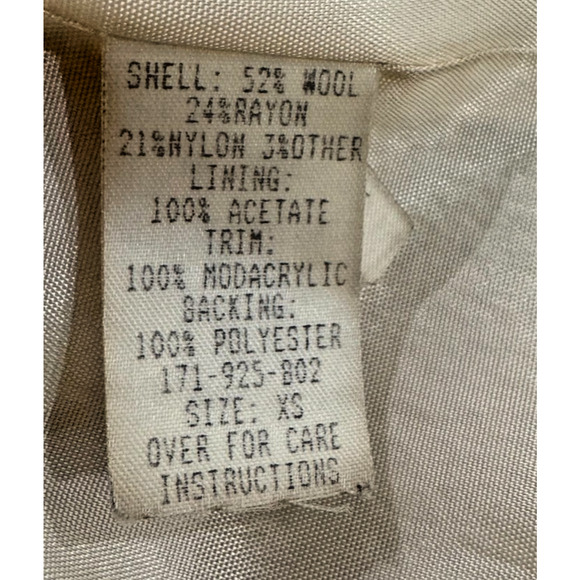 SHELL: 52% WOOL
24%RAYON
21%NYLON 3%OTHER
LINING:
100% ACETATE
TRIM:
100% MODACRYLIC
BACKING:
100% POLYESTER
171-925-802
SIZE: XS
OVER FOR CARE
INSTRUCTIONS